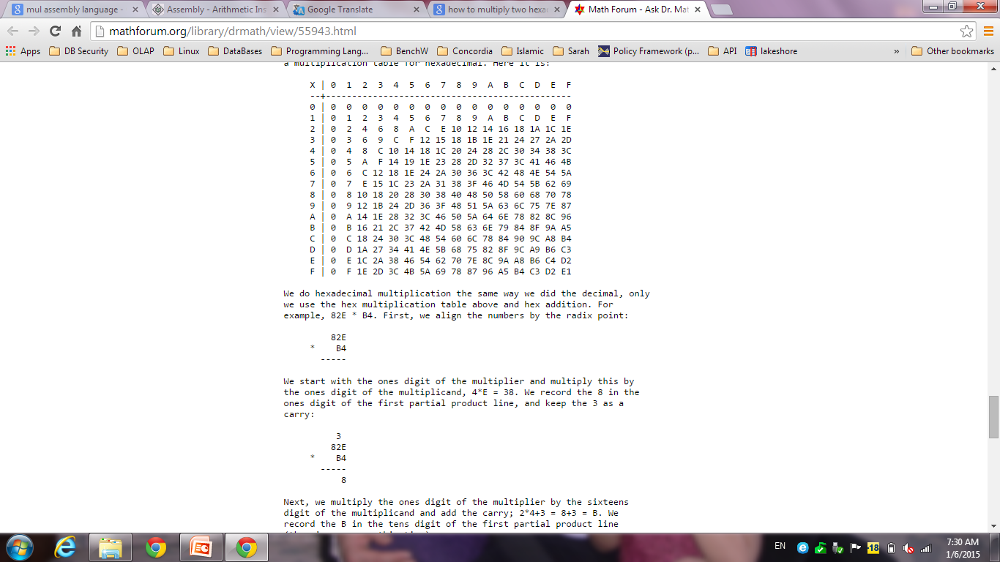 mul assembly language -
Assembly - Arithmetic Ins
Google Translate
how to multiply two hexad
Math Forum - Ask Dr. Mat
mathforum.org/library/drmath/view/55943.html
Apps DB Security OLAP Linux DataBases Programming Lang... BenchW Concordia Islamic Sarah Policy Framework (p... API lakeshore » Other bookmarks
a multiplication table for hexadecimal. Here it is:
X | 0 1 2 3 4 5 6 7 8 9 A B C D E F
--+-----------------------------------------------
0 | 0 0 0 0 0 0 0 0 0 0 0 0 0 0 0 0
1 | 0 1 2 3 4 5 6 7 8 9 A B C D E F
2 | 0 2 4 6 8 A C E 10 12 14 16 18 1A 1C 1E
3 | 0 3 6 9 C F 12 15 18 1B 1E 21 24 27 2A 2D
4 | 0 4 8 C 10 14 18 1C 20 24 28 2C 30 34 38 3C
5 | 0 5 A F 14 19 1E 23 28 2D 32 37 3C 41 46 4B
6 | 0 6 C 12 18 1E 24 2A 30 36 3C 42 48 4E 54 5A
7 | 0 7 E 15 1C 23 2A 31 38 3F 46 4D 54 5B 62 69
8 | 0 8 10 18 20 28 30 38 40 48 50 58 60 68 70 78
9 | 0 9 12 1B 24 2D 36 3F 48 51 5A 63 6C 75 7E 87
A | 0 A 14 1E 28 32 3C 46 50 5A 64 6E 78 82 8C 96
B | 0 B 16 21 2C 37 42 4D 58 63 6E 79 84 8F 9A A5
C | 0 C 18 24 30 3C 48 54 60 6C 78 84 90 9C A8 B4
D | 0 D 1A 27 34 41 4E 5B 68 75 82 8F 9C A9 B6 C3
E | 0 E 1C 2A 38 46 54 62 70 7E 8C 9A A8 B6 C4 D2
F | 0 F 1E 2D 3C 4B 5A 69 78 87 96 A5 B4 C3 D2 E1
We do hexadecimal multiplication the same way we did the decimal, only
we use the hex multiplication table above and hex addition. For
example, 82E * B4. First, we align the numbers by the radix point:
82E
* B4
-----
We start with the ones digit of the multiplier and multiply this by
the ones digit of the multiplicand, 4*E = 38. We record the 8 in the
ones digit of the first partial product line, and keep the 3 as a
carry:
3
82E
* B4
-----
8
Next, we multiply the ones digit of the multiplier by the sixteens
digit of the multiplicand and add the carry; 2*4+3 = 8+3 = B. We
record the B in the tens digit of the first partial product line
EN
-18
7:30 AM
1/6/2015